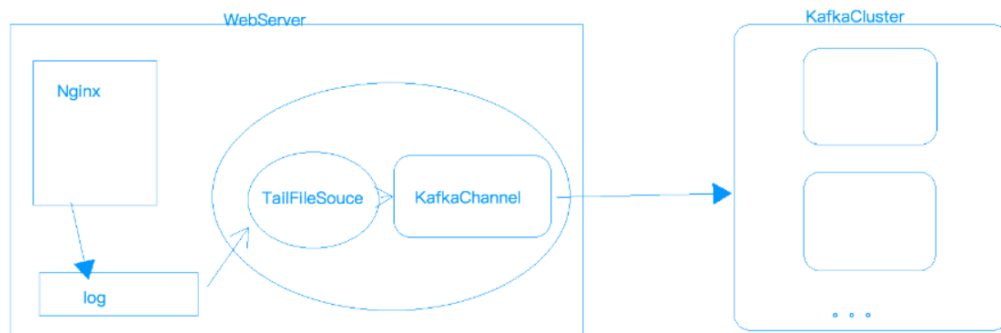 WebServer
KafkaCluster
Nginx
TailFIleSouce
KafkaChannel
log